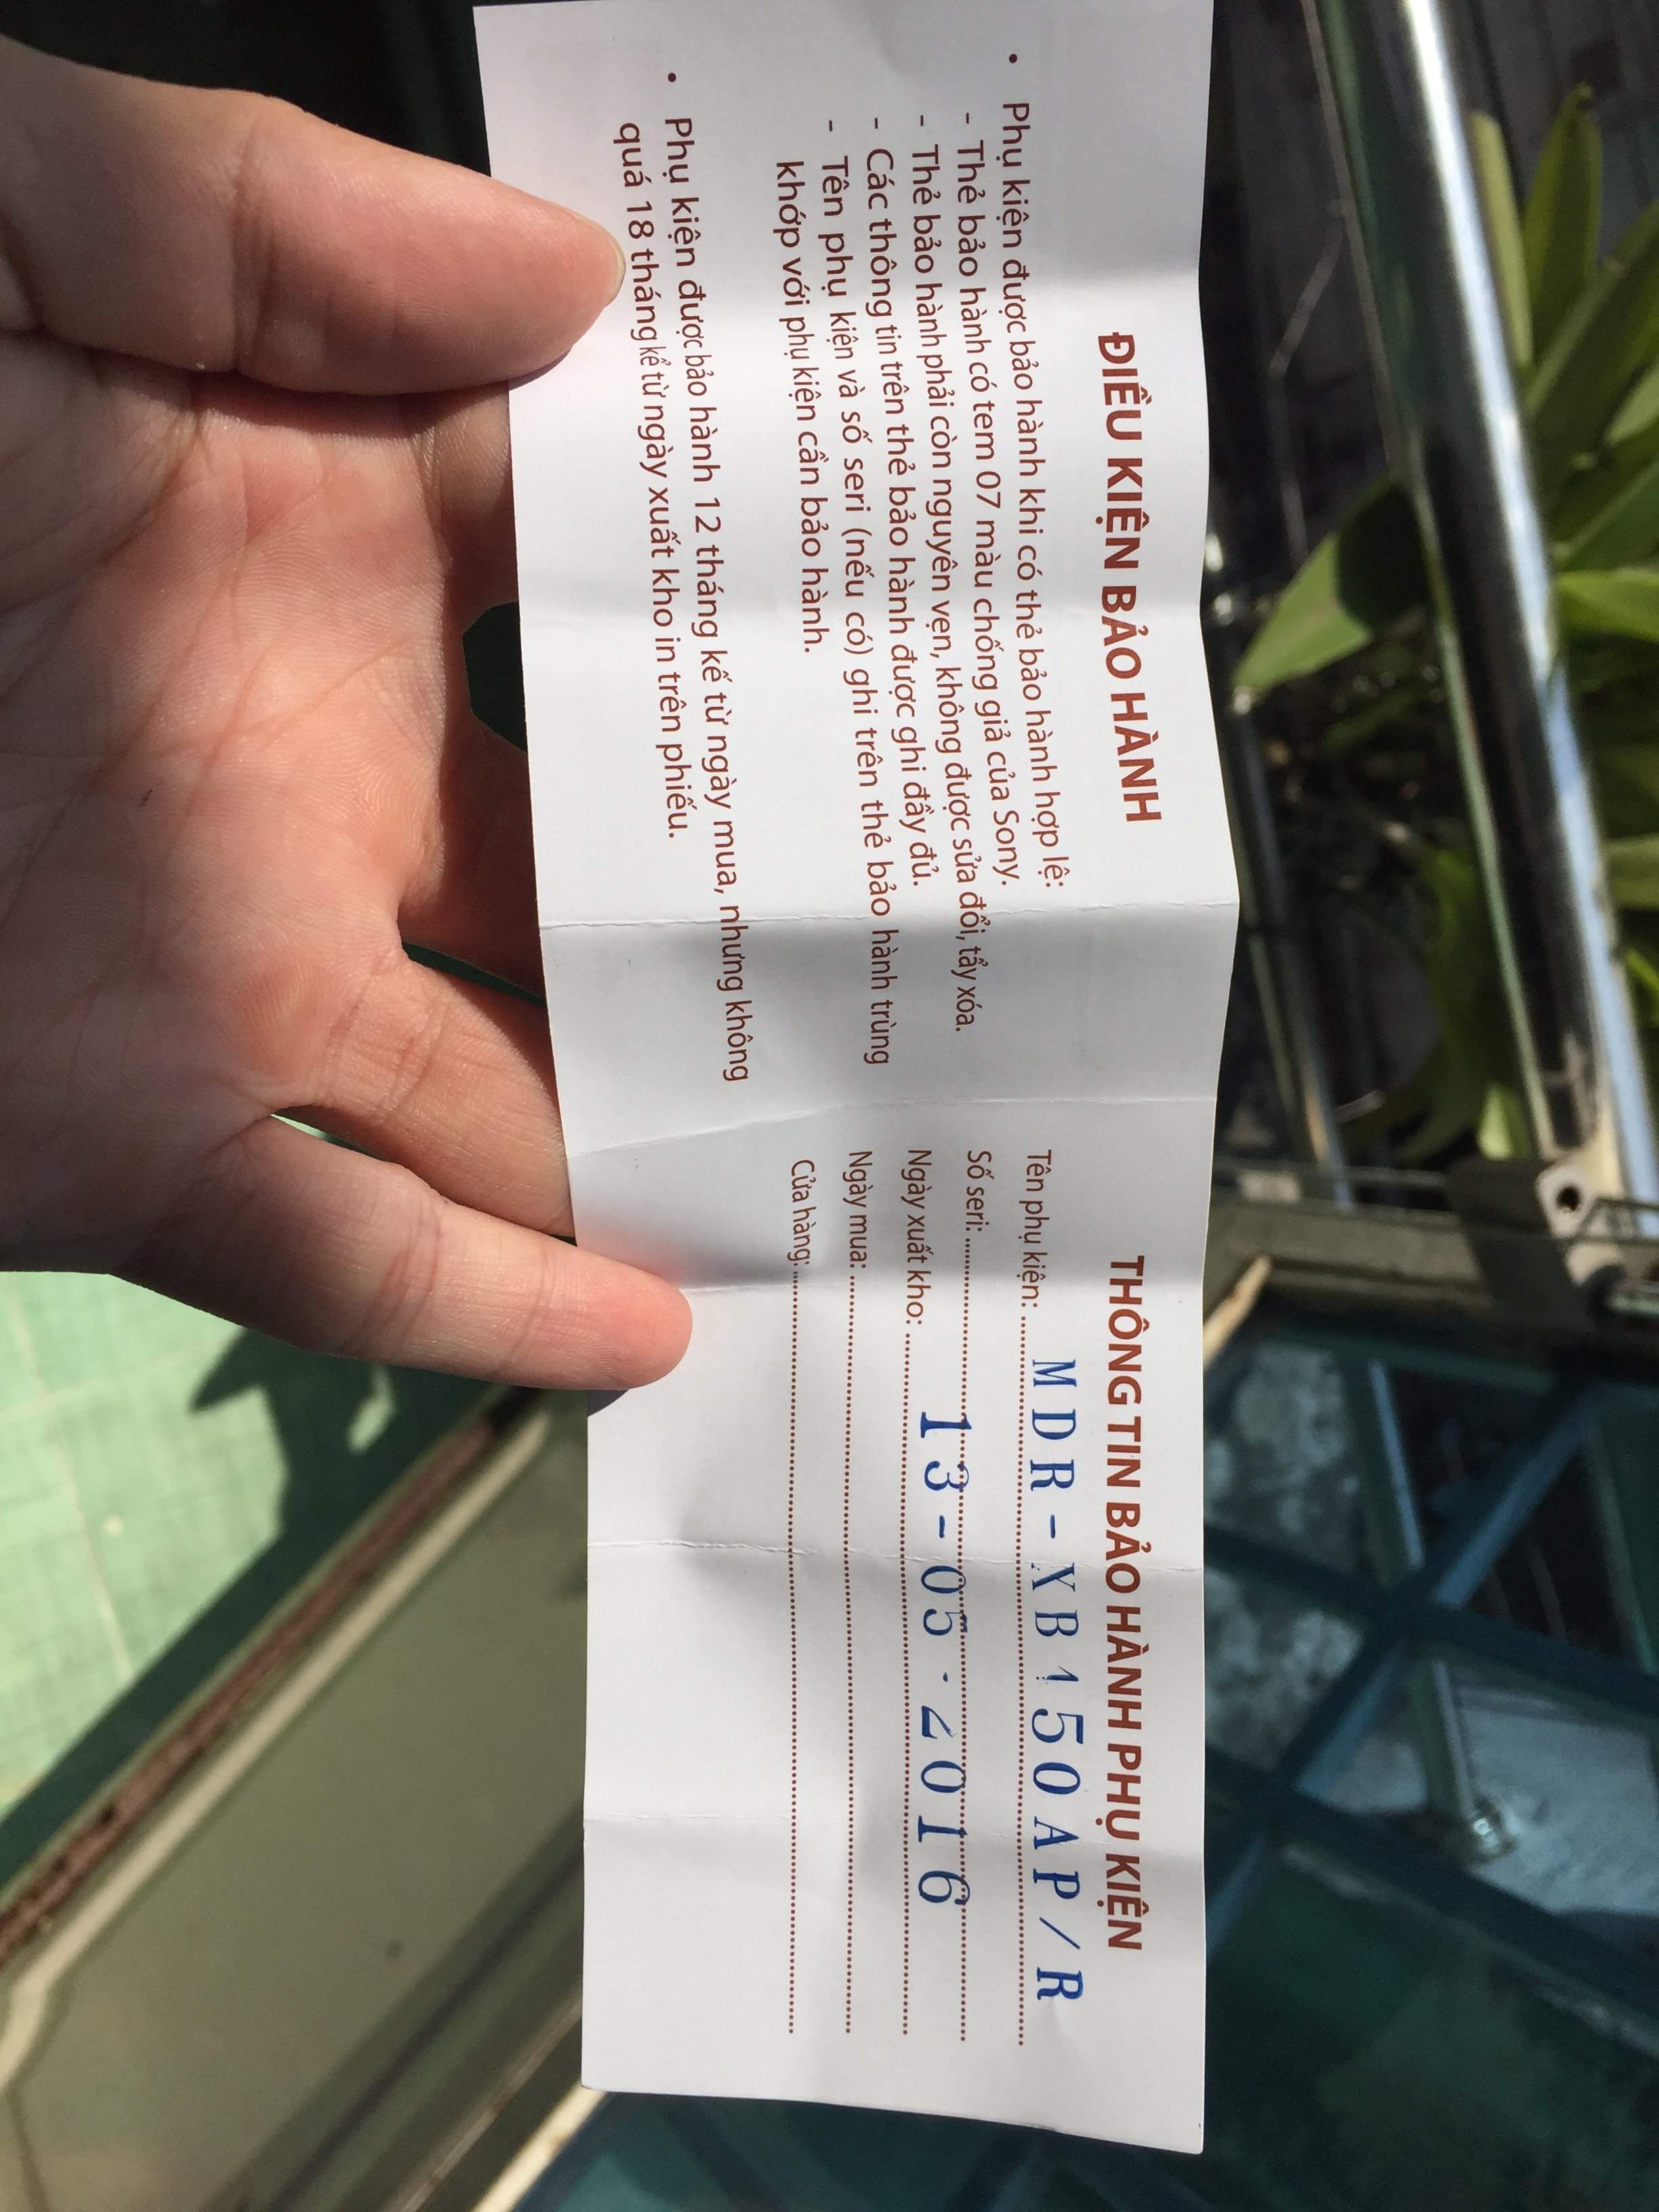 ĐIỀU KIỆN BẢO HÀNH
• Phụ kiện được bảo hành khi có thẻ bảo hành hợp lệ:
- Thẻ bảo hành có tem 07 màu chống giả của Sony.
- Thẻ bảo hành phải còn nguyên vẹn, không được sửa đổi, tẩy xóa.
- Các thông tin trên thẻ bảo hành được ghi đầy đủ.
- Tên phụ kiện và số seri (nếu có) ghi trên thẻ bảo hành trùng
khớp với phụ kiện cần bảo hành.
• Phụ kiện được bảo hành 12 tháng kể từ ngày mua, nhưng không
quá 18 tháng kể từ ngày xuất kho in trên phiếu.
THÔNG TIN BẢO HÀNH PHỤ KIỆN
Tên phụ kiện: MDR-XB450AP/R
Số seri:
Ngày xuất kho: 13-05-2016
Ngày mua:
Cửa hàng: